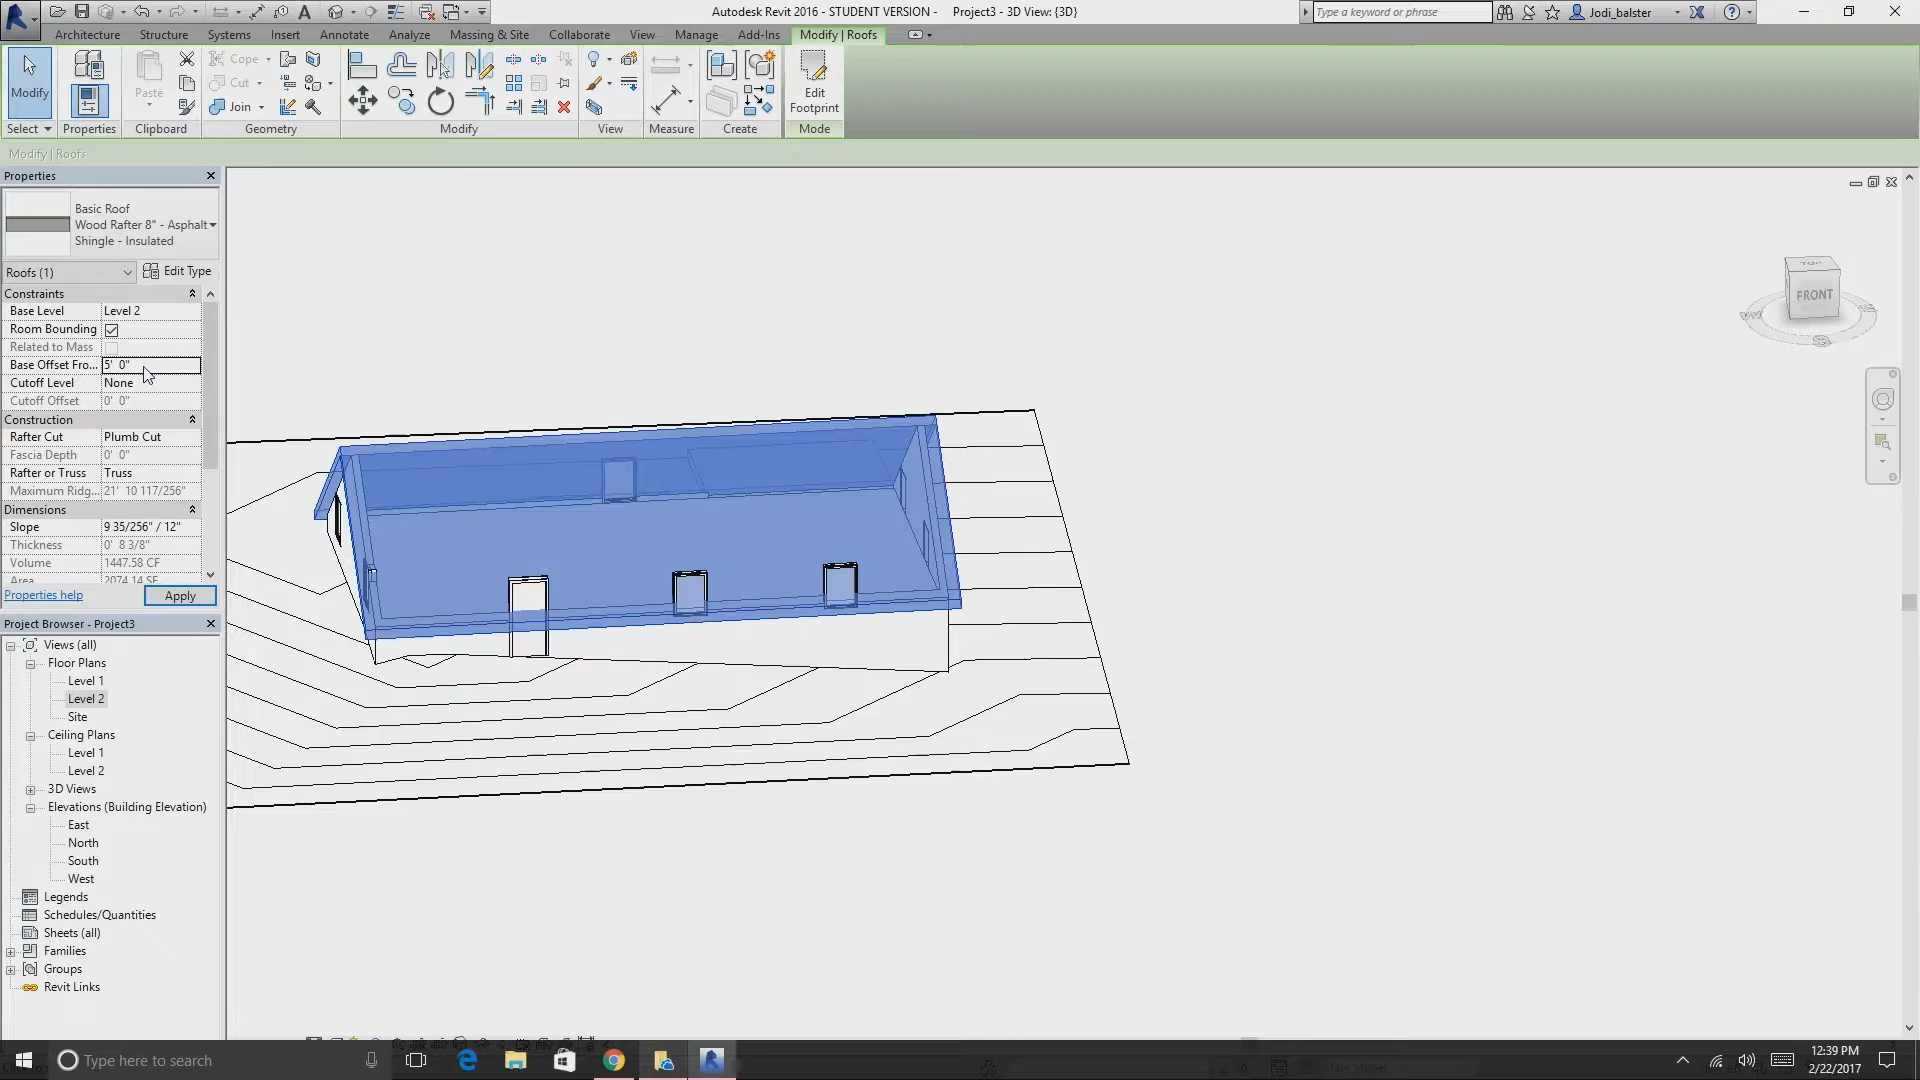 Autodesk Revit 2016 - STUDENT VERSION - Project3 - 3D View: {3D}
Type a keyword or phrase
Jodi_balster
Architecture Structure Systems Insert Annotate Analyze Massing & Site Collaborate View Manage Add-Ins Modify | Roofs
Modify
Paste
Cope
Cut
Join
Edit Footprint
Select Properties Clipboard Geometry Modify View Measure Create Mode
Modify | Roofs
Properties
Basic Roof
Wood Rafter 8" - Asphalt
Shingle - Insulated
Roofs (1) Edit Type
Constraints
Base Level Level 2
Room Bounding
Related to Mass
Base Offset Fro... 5' 0"
Cutoff Level None
Cutoff Offset 0' 0"
Construction
Rafter Cut Plumb Cut
Fascia Depth 0' 0"
Rafter or Truss Truss
Maximum Ridg... 21' 10 117/256"
Dimensions
Slope 9 35/256" / 12"
Thickness 0' 8 3/8"
Volume 1447.58 CF
Area 2074.14 SF
Properties help Apply
Project Browser - Project3
Views (all)
Floor Plans
Level 1
Level 2
Site
Ceiling Plans
Level 1
Level 2
3D Views
Elevations (Building Elevation)
East
North
South
West
Legends
Schedules/Quantities
Sheets (all)
Families
Groups
Revit Links
TOP
FRONT
Type here to search
12:39 PM
2/22/2017